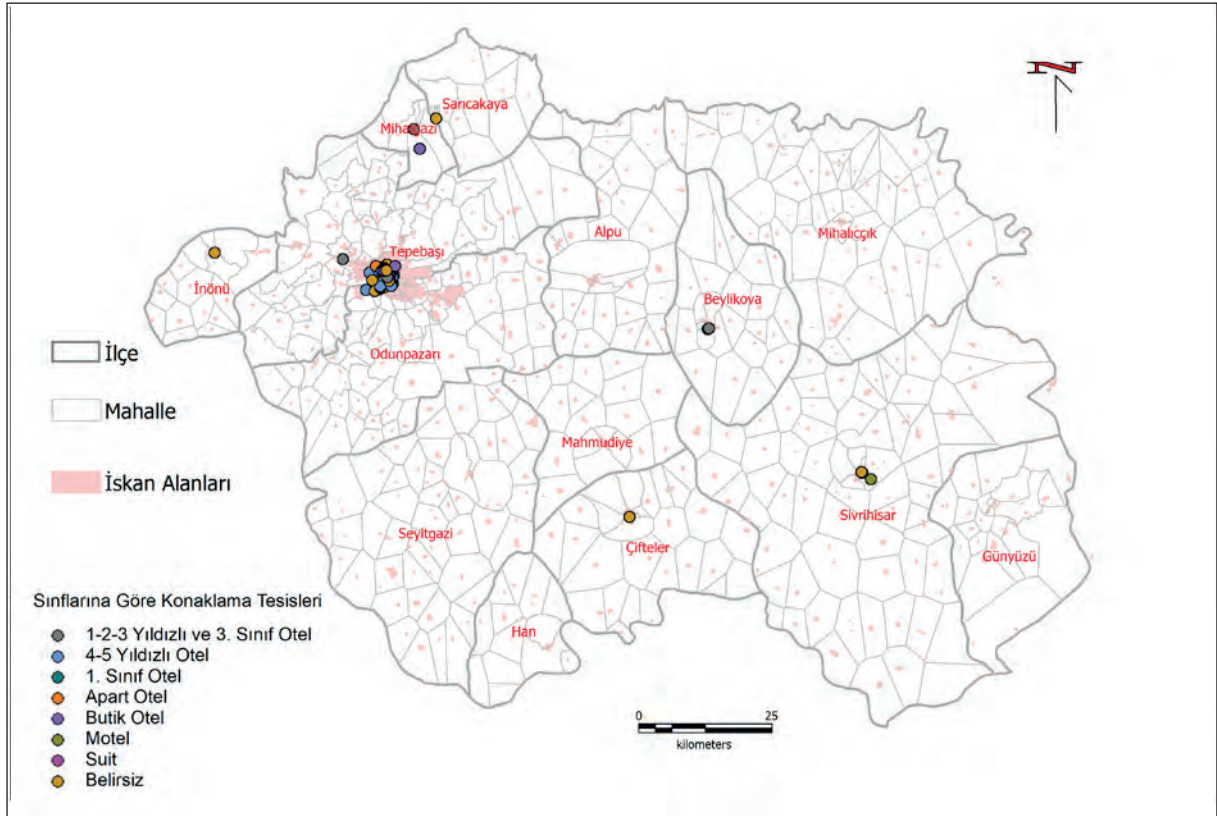 N
Sarıcakaya
Mihalgazi
Tepebaşı
Alpu
Mihalıççık
İnönü
Beylikova
Odunpazarı
Mahmudiye
Sivrihisar
Seyitgazi
Çifteler
Günyüzü
Han
İlçe
Mahalle
İskan Alanları
Sınflarına Göre Konaklama Tesisleri
1-2-3 Yıldızlı ve 3. Sınıf Otel
4-5 Yıldızlı Otel
1. Sınıf Otel
Apart Otel
Butik Otel
Motel
Suit
Belirsiz
0 25
kilometers